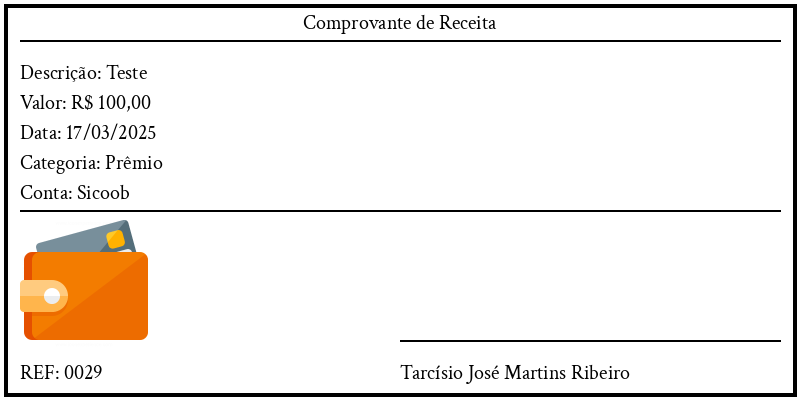 Comprovante de Receita
Descrição: Teste
Valor: R$ 100,00
Data: 17/03/2025
Categoria: Prêmio
Conta: Sicoob
REF: 0029
Tarcísio José Martins Ribeiro